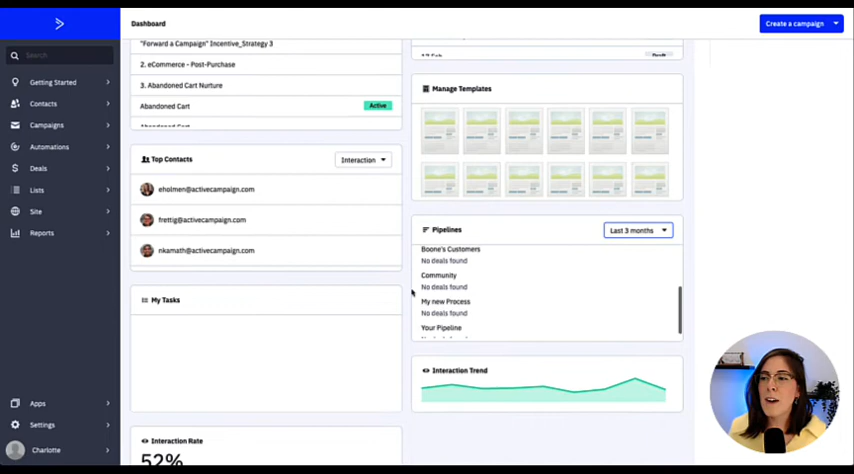 Dashboard
Create a campaign
Search
Getting Started
Contacts
Campaigns
Automations
Deals
Lists
Site
Reports
Apps
Settings
Charlotte
"Forward a Campaign" Incentive_Strategy 3
2. eCommerce - Post-Purchase
3. Abandoned Cart Nurture
Abandoned Cart
Active
Abandoned Cart
Top Contacts
Interaction
eholmen@activecampaign.com
frettig@activecampaign.com
nkamath@activecampaign.com
My Tasks
Interaction Rate
52%
Draft
Manage Templates
Pipelines
Last 3 months
Boone's Customers
No deals found
Community
No deals found
My new Process
No deals found
Your Pipeline
Interaction Trend